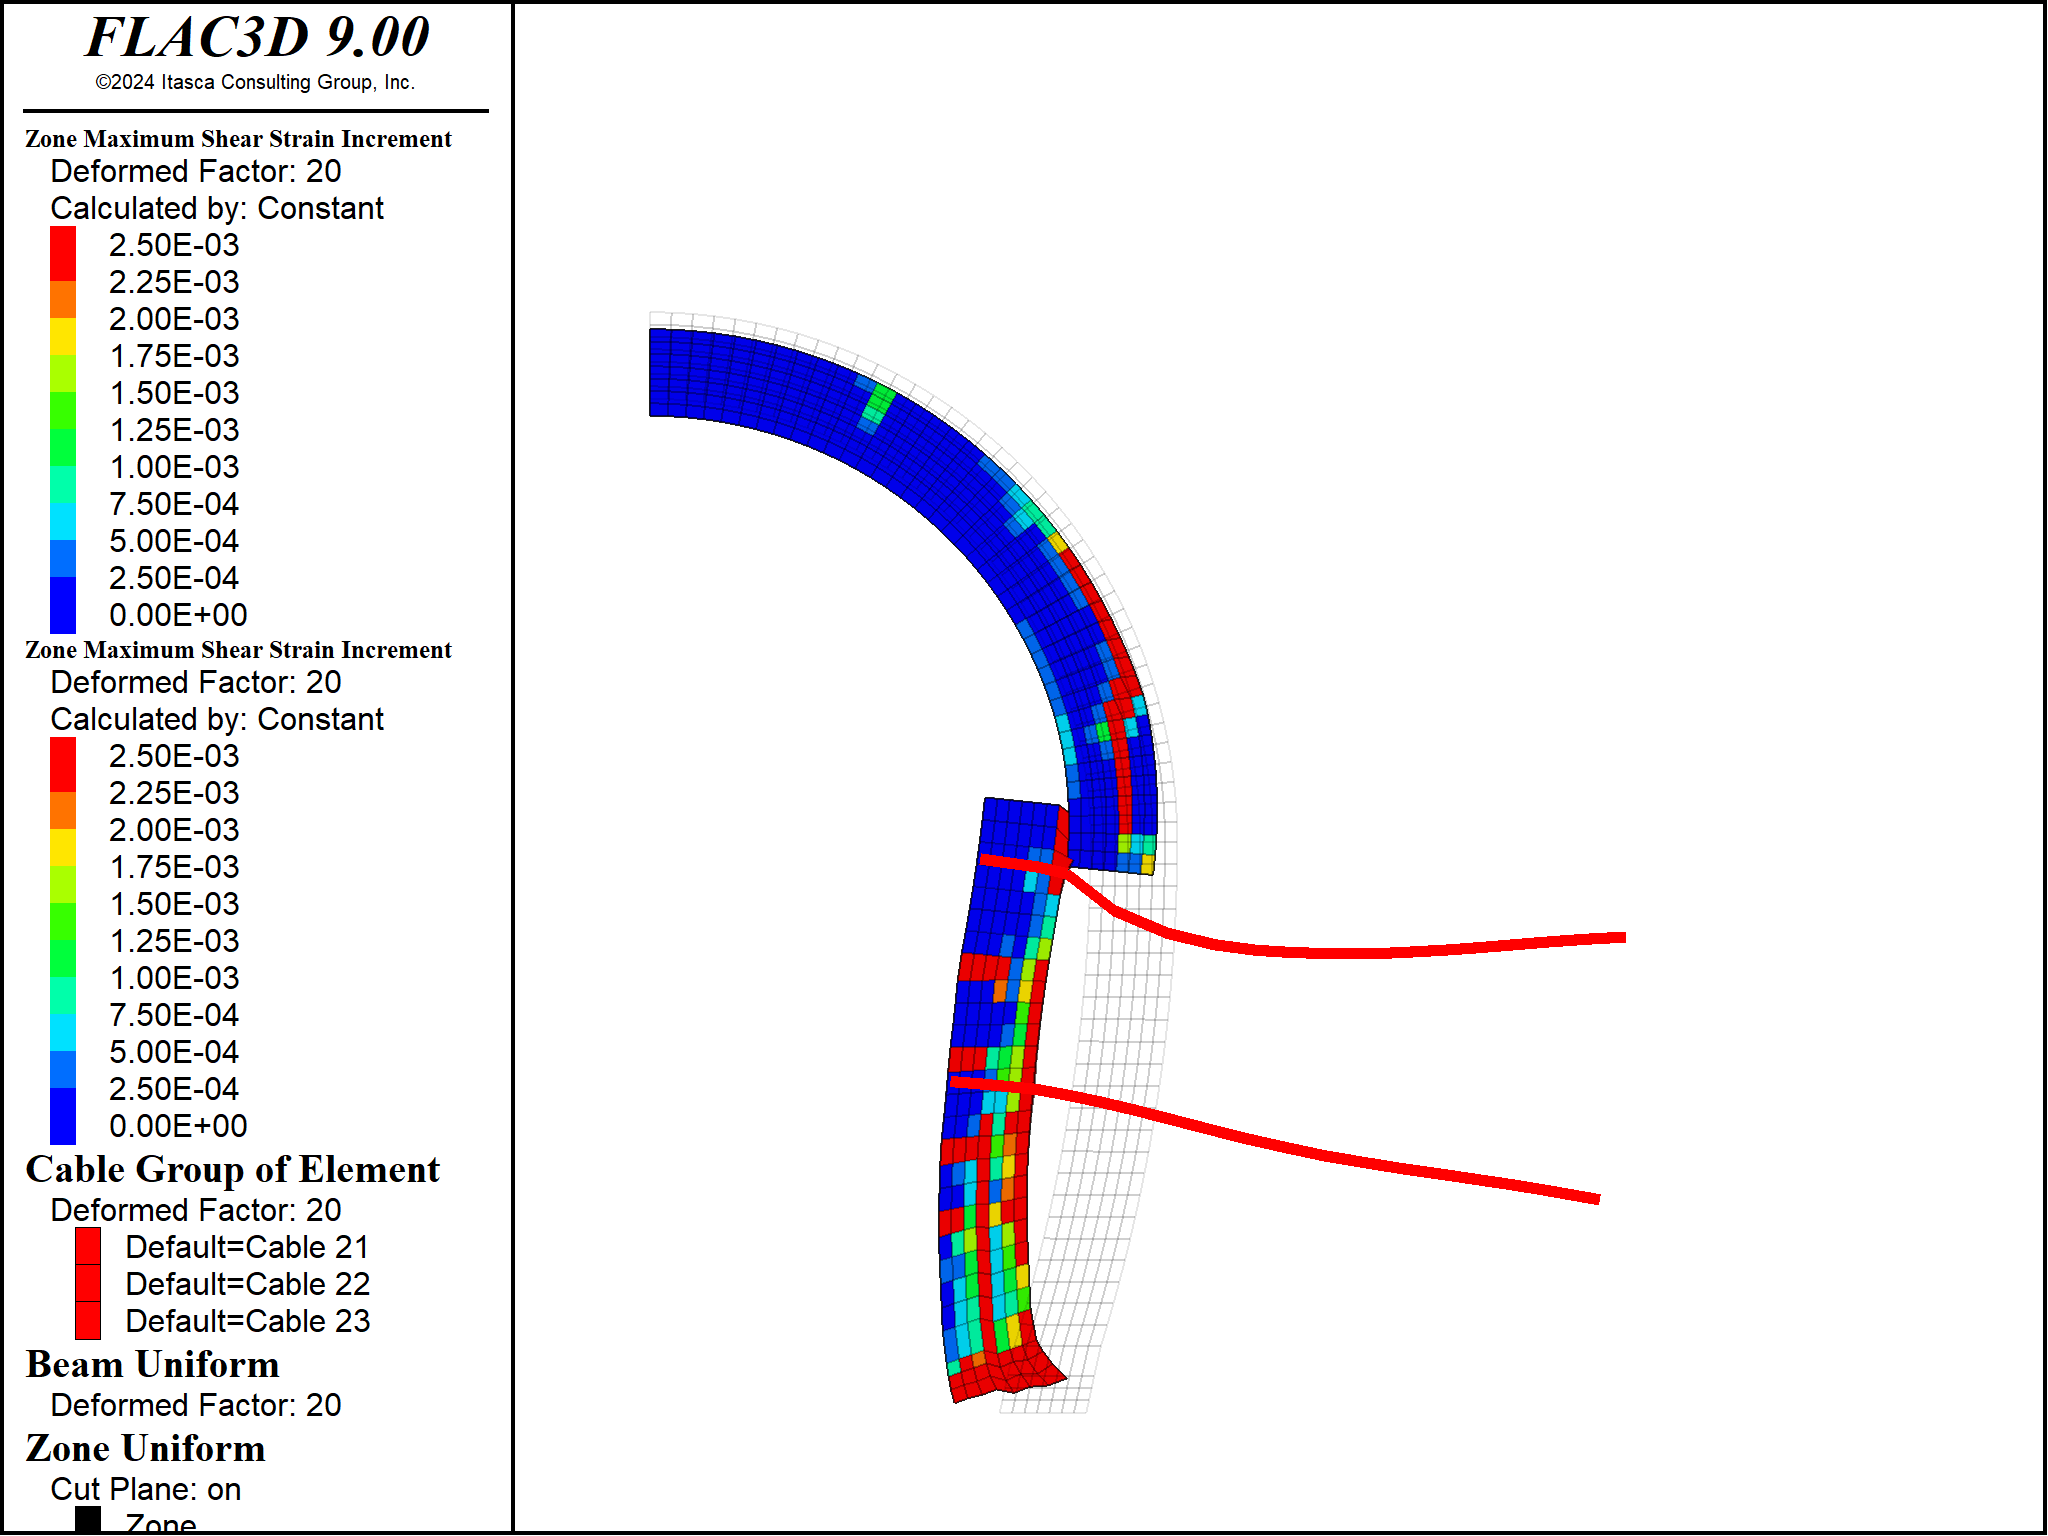 FLAC3D 9.00
©2024 Itasca Consulting Group, Inc.
Zone Maximum Shear Strain Increment
Deformed Factor: 20
Calculated by: Constant
2.50E-03
2.25E-03
2.00E-03
1.75E-03
1.50E-03
1.25E-03
1.00E-03
7.50E-04
5.00E-04
2.50E-04
0.00E+00
Zone Maximum Shear Strain Increment
Deformed Factor: 20
Calculated by: Constant
2.50E-03
2.25E-03
2.00E-03
1.75E-03
1.50E-03
1.25E-03
1.00E-03
7.50E-04
5.00E-04
2.50E-04
0.00E+00
Cable Group of Element
Deformed Factor: 20
Default=Cable 21
Default=Cable 22
Default=Cable 23
Beam Uniform
Deformed Factor: 20
Zone Uniform
Cut Plane: on
Zone